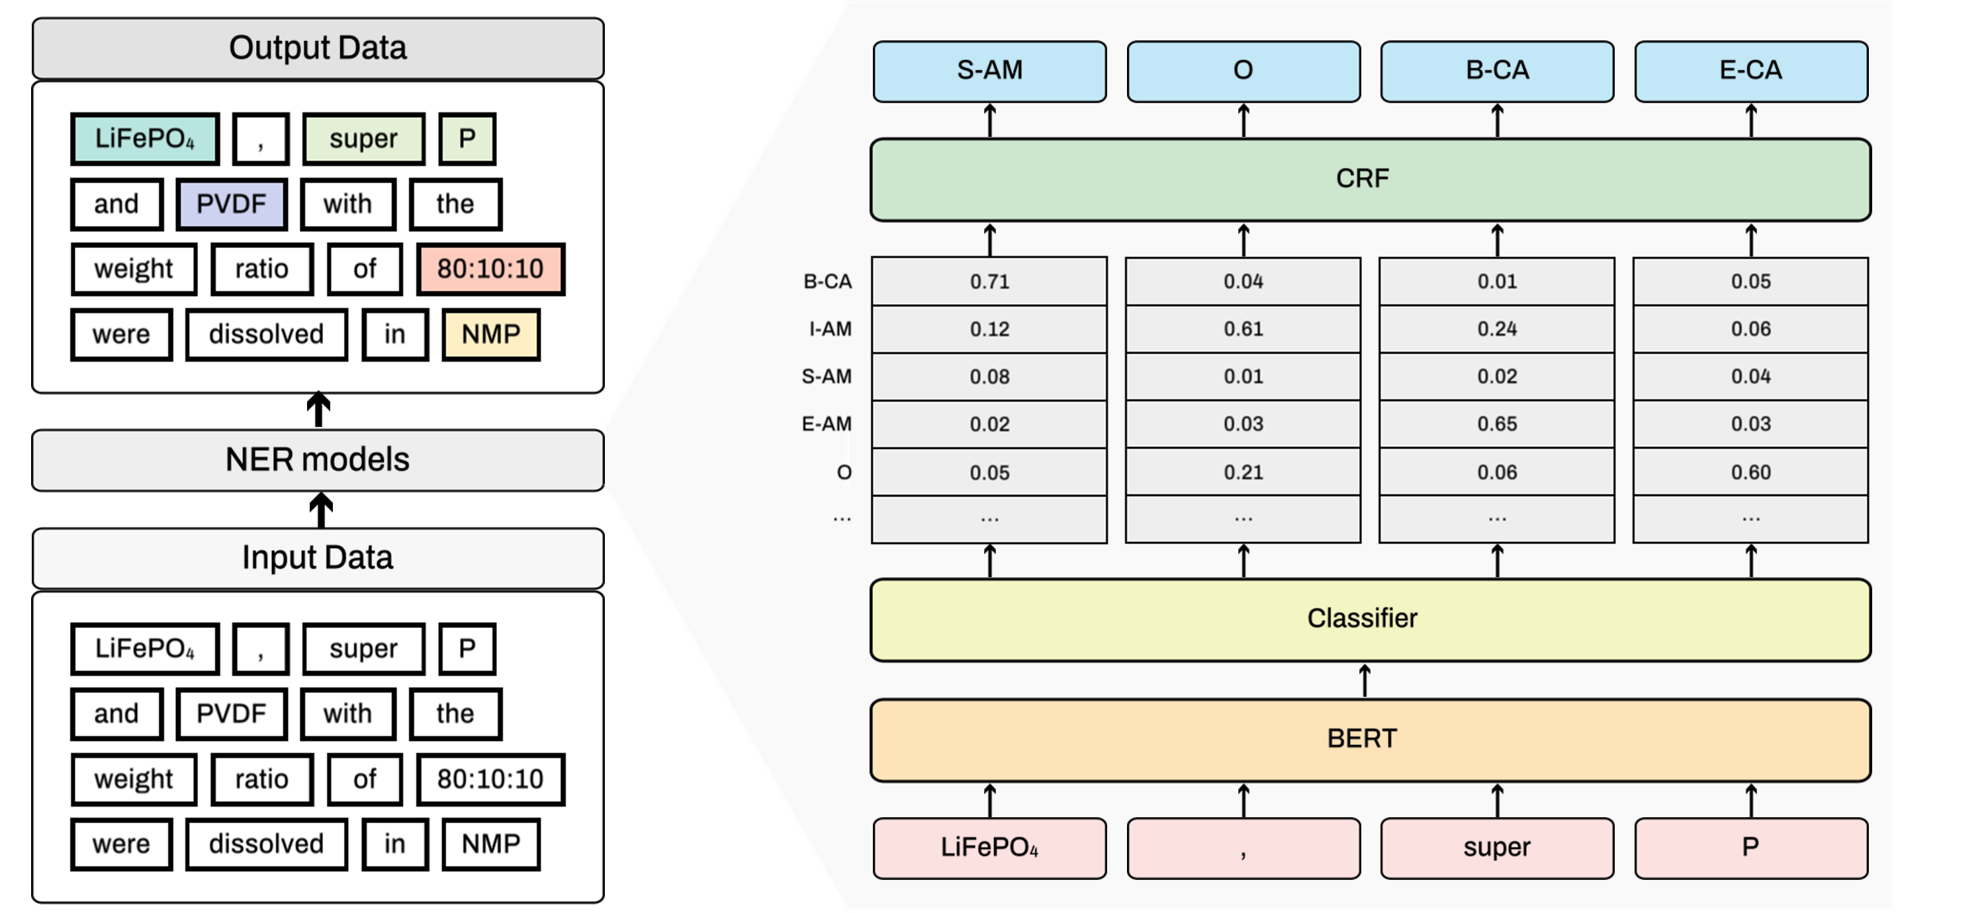 Output Data
LiFePO₄ , super P
and PVDF with the
weight ratio of 80:10:10
were dissolved in NMP
NER models
Input Data
LiFePO₄ , super P
and PVDF with the
weight ratio of 80:10:10
were dissolved in NMP
S-AM O B-CA E-CA
CRF
B-CA 0.71 0.04 0.01 0.05
I-AM 0.12 0.61 0.24 0.06
S-AM 0.08 0.01 0.02 0.04
E-AM 0.02 0.03 0.65 0.03
O 0.05 0.21 0.06 0.60
... ... ... ... ...
Classifier
BERT
LiFePO₄ , super P